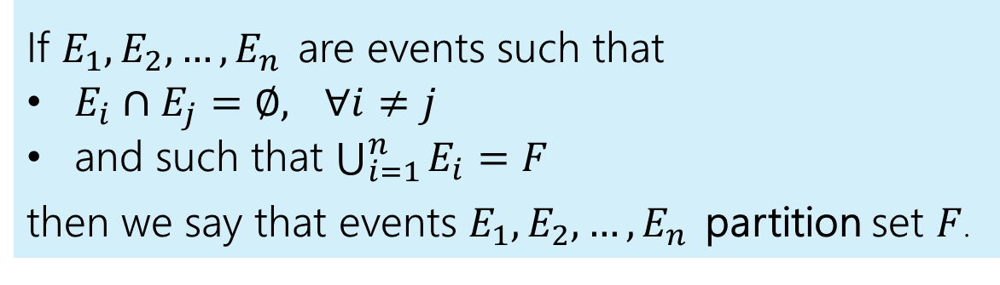 If E₁, E₂, …, Eₙ are events such that
• Eᵢ ∩ Eⱼ = ∅, ∀i ≠ j
• and such that ⋃ⁿᵢ₌₁ Eᵢ = F
then we say that events E₁, E₂, …, Eₙ partition set F.